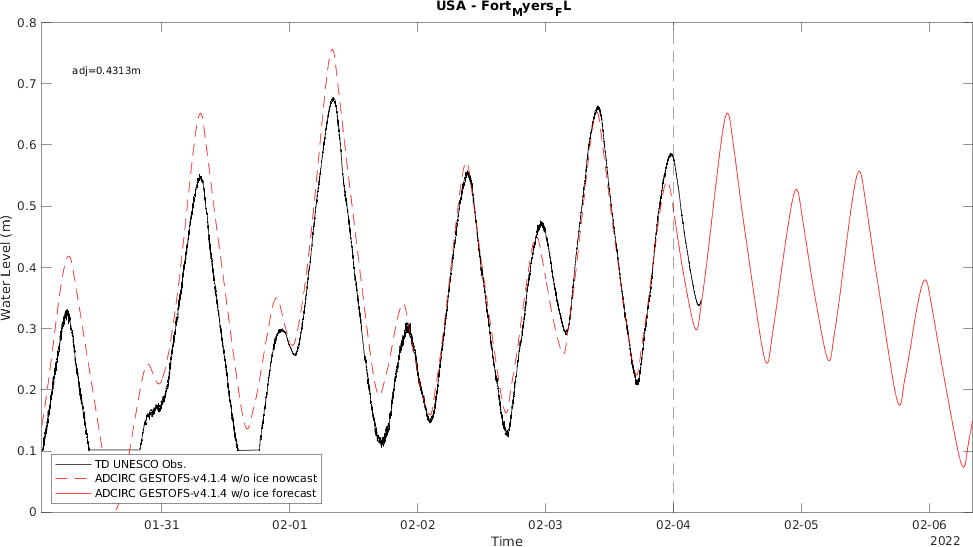 USA - FortMyersFL
adj=0.4313m
0.8
0.7
0.6
0.5
0.4
0.3
0.2
0.1
0
Water Level (m)
TD UNESCO Obs.
ADCIRC GESTOFS-v4.1.4 w/o ice nowcast
ADCIRC GESTOFS-v4.1.4 w/o ice forecast
01-31 02-01 02-02 02-03 02-04 02-05 02-06
Time
2022